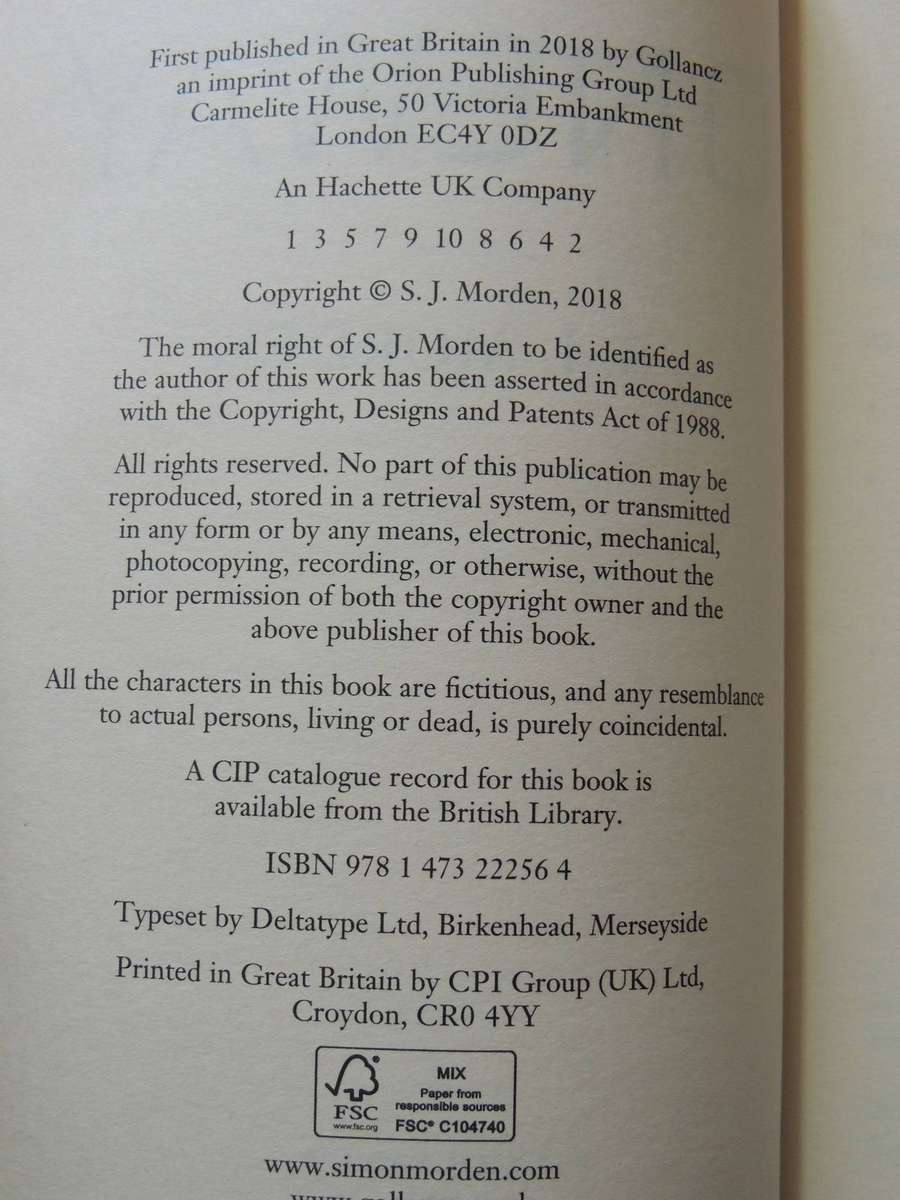 First published in Great Britain in 2018 by Gollancz
an imprint of the Orion Publishing Group Ltd
Carmelite House, 50 Victoria Embankment
London EC4Y 0DZ
An Hachette UK Company
1 3 5 7 9 10 8 6 4 2
Copyright © S. J. Morden, 2018
The moral right of S. J. Morden to be identified as
the author of this work has been asserted in accordance
with the Copyright, Designs and Patents Act of 1988.
All rights reserved. No part of this publication may be
reproduced, stored in a retrieval system, or transmitted
in any form or by any means, electronic, mechanical,
photocopying, recording, or otherwise, without the
prior permission of both the copyright owner and the
above publisher of this book.
All the characters in this book are fictitious, and any resemblance
to actual persons, living or dead, is purely coincidental.
A CIP catalogue record for this book is
available from the British Library.
ISBN 978 1 473 22256 4
Typeset by Deltatype Ltd, Birkenhead, Merseyside
Printed in Great Britain by CPI Group (UK) Ltd,
Croydon, CR0 4YY
FSC
www.fsc.org
MIX
Paper from
responsible sources
FSC® C104740
www.simonmorden.com